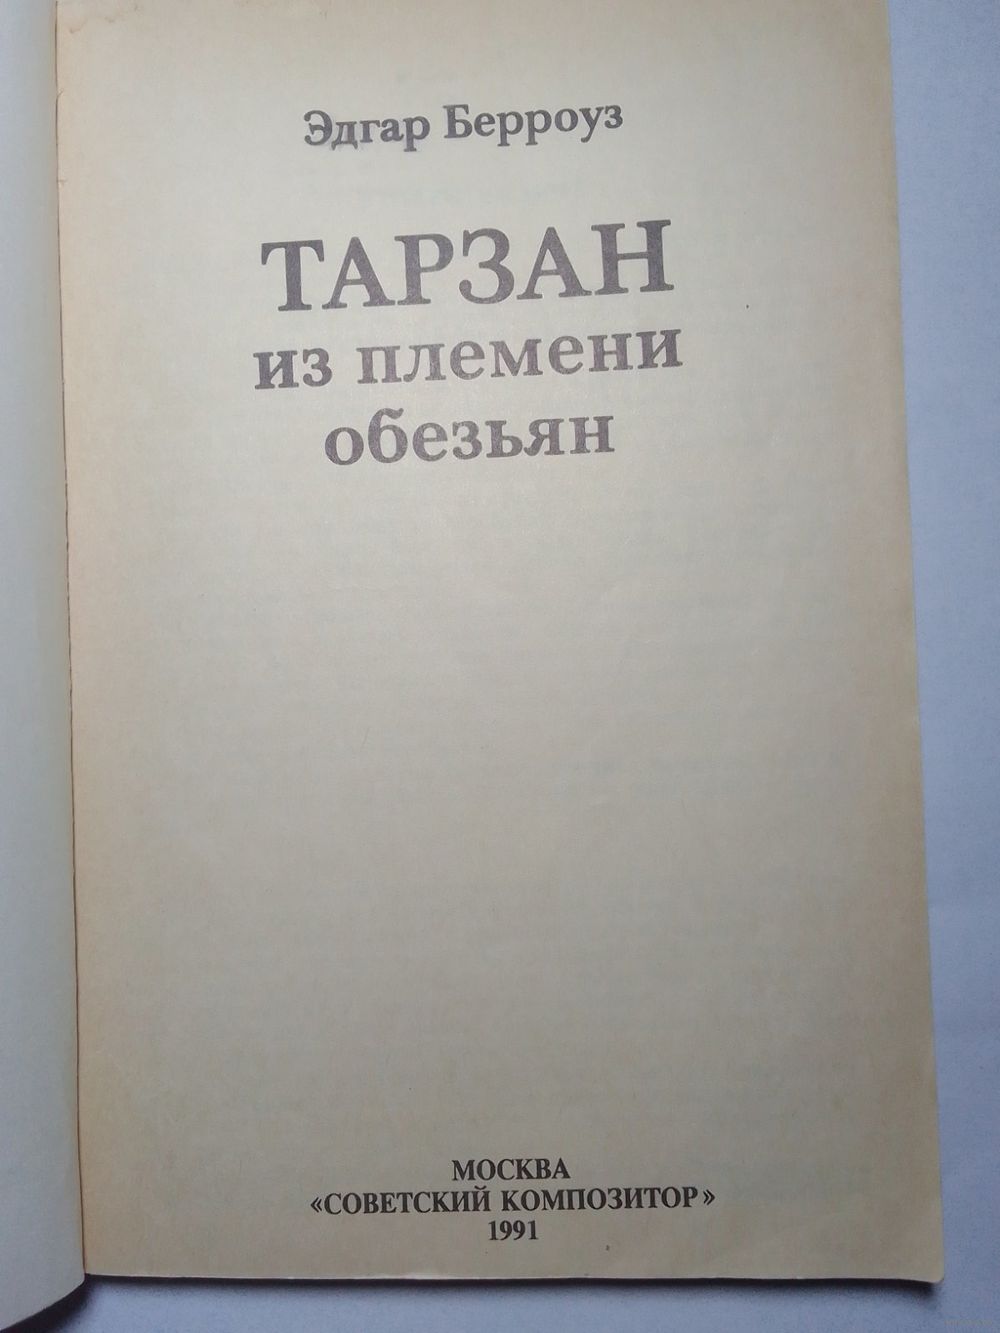 Эдгар Берроуз
ТАРЗАН
из племени
обезьян
МОСКВА
«СОВЕТСКИЙ КОМПОЗИТОР»
1991